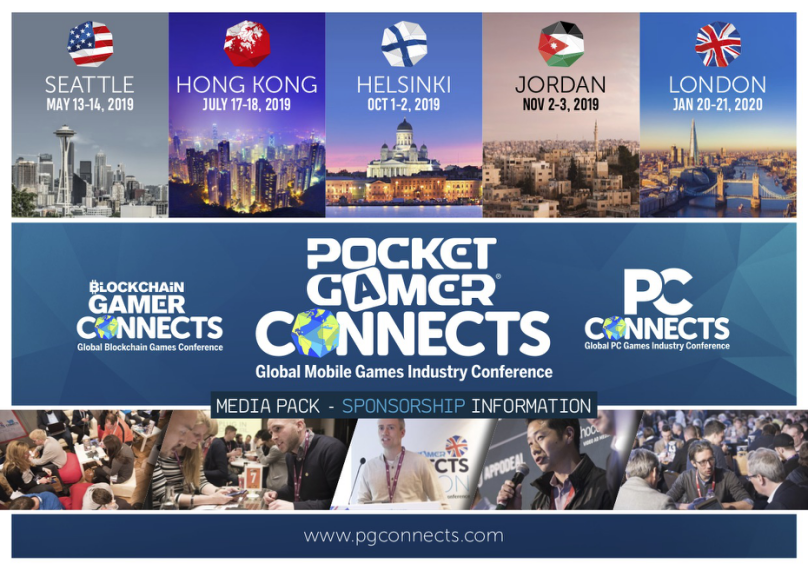 SEATTLE
MAY 13-14, 2019
HONG KONG
JULY 17-18, 2019
HELSINKI
OCT 1-2, 2019
JORDAN
NOV 2-3, 2019
LONDON
JAN 20-21, 2020
BLOCKCHAIN
GAMER
CONNECTS
Global Blockchain Games Conference
POCKET
GAMER®
CONNECTS
Global Mobile Games Industry Conference
PC
CONNECTS
Global PC Games Industry Conference
MEDIA PACK - SPONSORSHIP INFORMATION
7
APPODEAL
www.pgconnects.com